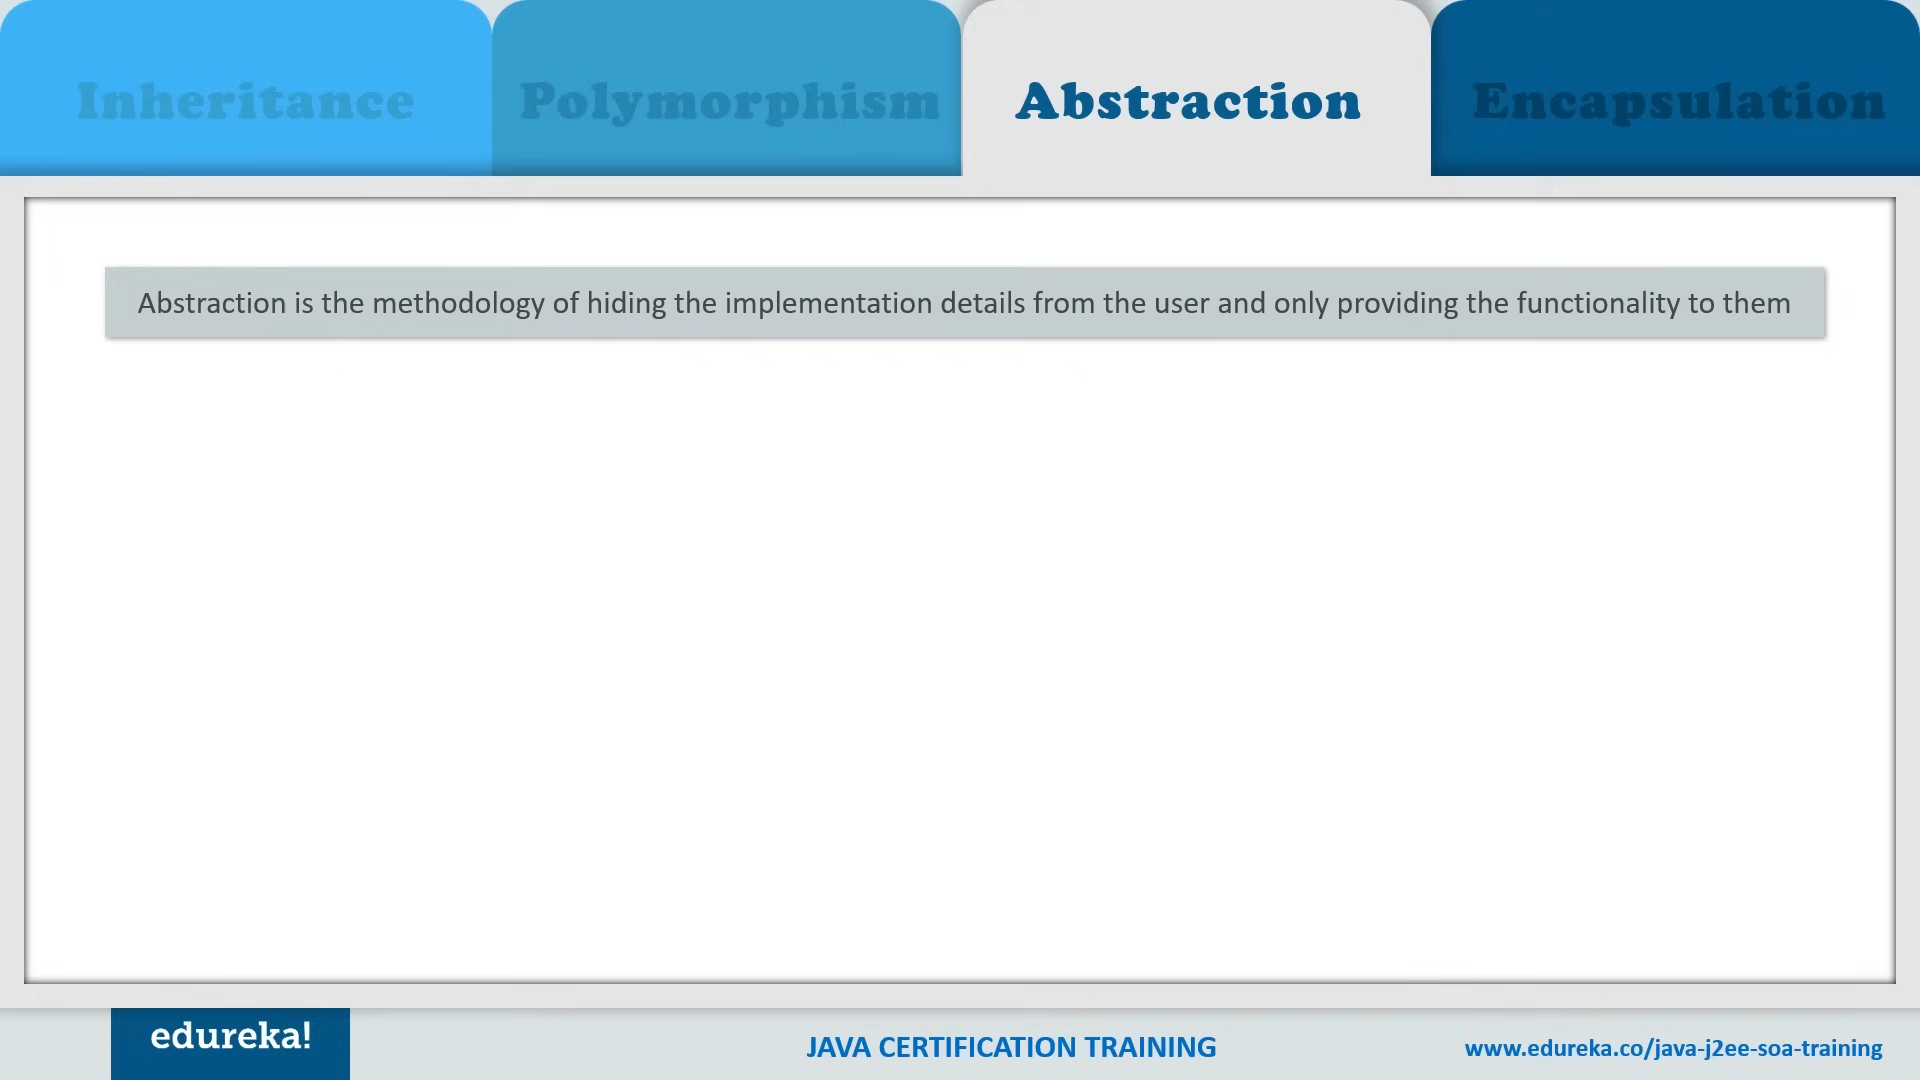 Inheritance
Polymorphism
Abstraction
Encapsulation
Abstraction is the methodology of hiding the implementation details from the user and only providing the functionality to them
edureka!
JAVA CERTIFICATION TRAINING
www.edureka.co/java-j2ee-soa-training